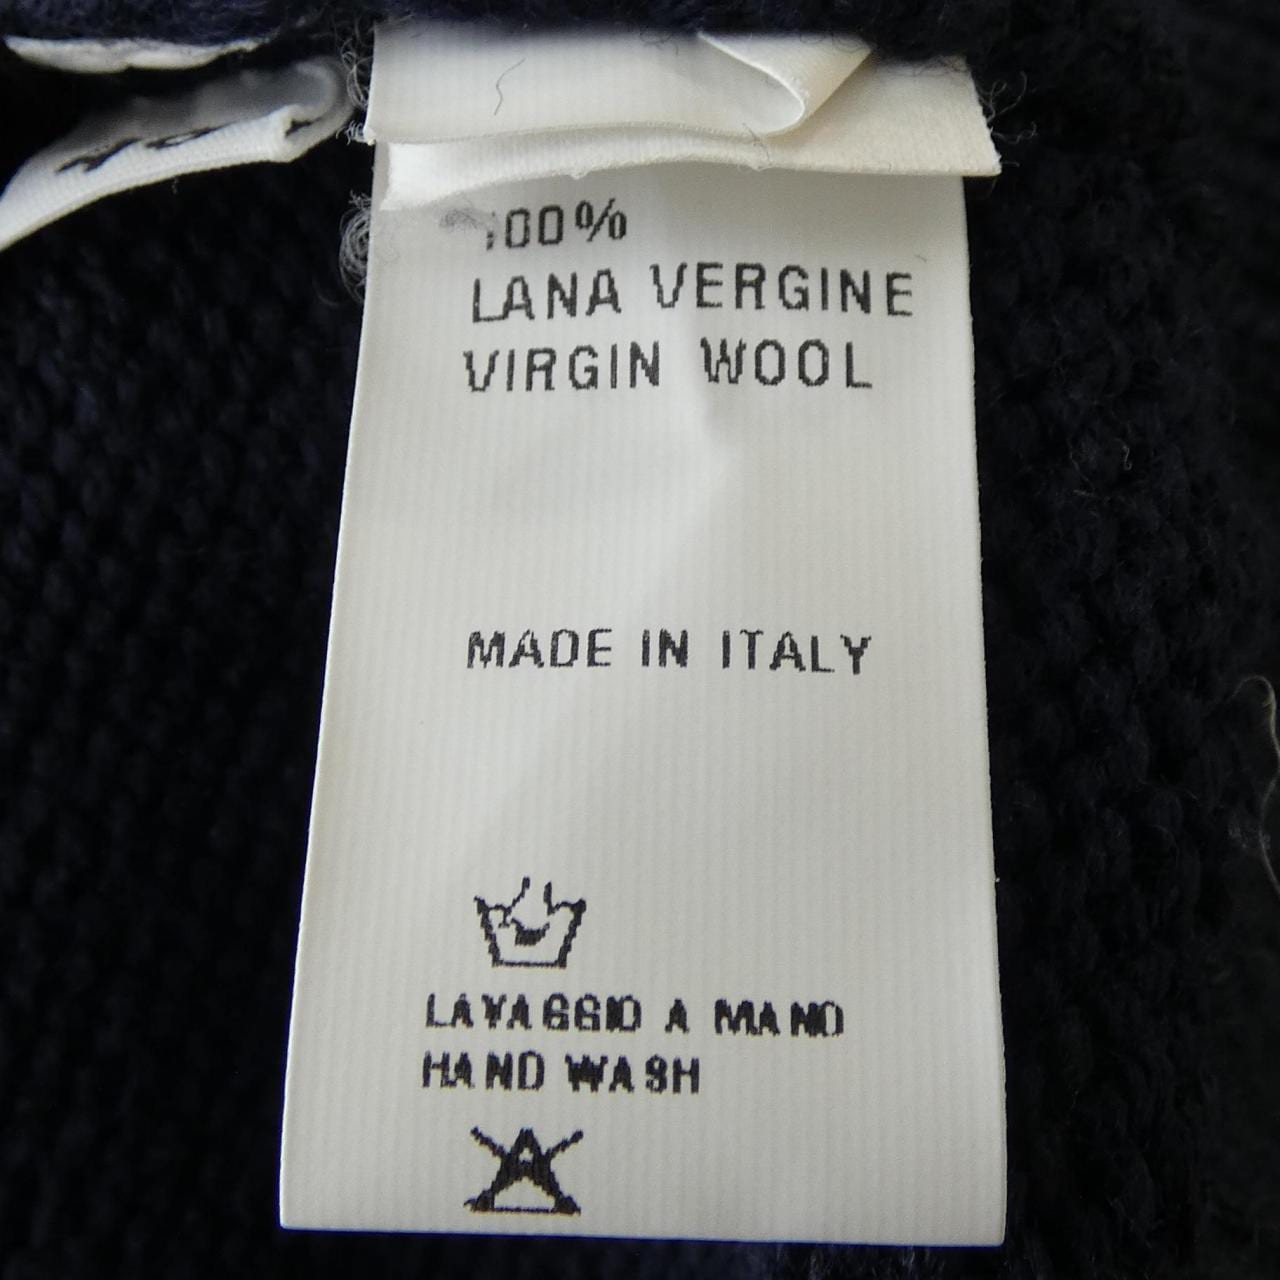 100%
LANA VERGINE
VIRGIN WOOL
MADE IN ITALY
LAVAGGIO A MANO
HAND WASH